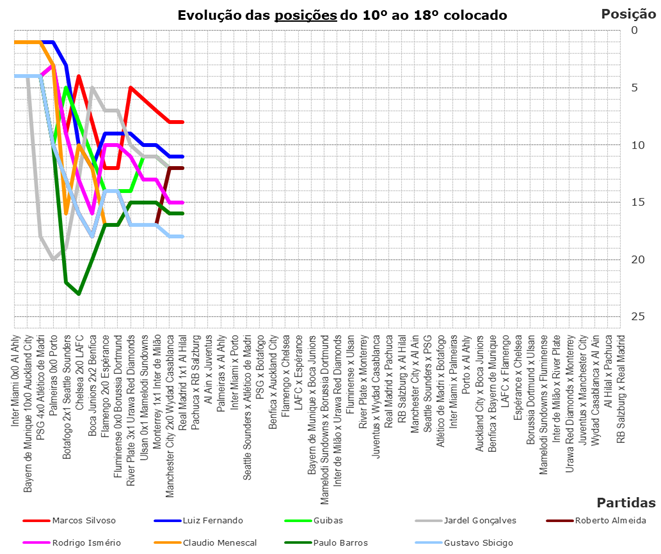 Evolução das posições do 10º ao 18º colocado
Posição
0
5
10
15
20
25
Inter Miami 0x0 Al Ahly
Bayern de Munique 10x0 Auckland City
PSG 4x0 Atlético de Madri
Palmeiras 0x0 Porto
Botafogo 2x1 Seattle Sounders
Chelsea 2x0 LAFC
Boca Juniors 2x2 Benfica
Flamengo 2x0 Espérance
Fluminense 0x0 Borussia Dortmund
River Plate 3x1 Urawa Red Diamonds
Ulsan 0x1 Mamelodi Sundowns
Monterrey 1x1 Inter de Milão
Manchester City 2x0 Wydad Casablanca
Real Madrid 1x1 Al Hilal
Pachuca x RB Salzburg
Al Ain x Juventus
Palmeiras x Al Ahly
Inter Miami x Porto
Seattle Sounders x Atlético de Madri
PSG x Botafogo
Benfica x Auckland City
Flamengo x Chelsea
LAFC x Espérance
Bayern de Munique x Boca Juniors
Mamelodi Sundowns x Borussia Dortmund
Inter de Milão x Urawa Red Diamonds
Fluminense x Ulsan
River Plate x Monterrey
Juventus x Wydad Casablanca
Real Madrid x Pachuca
RB Salzburg x Al Hilal
Manchester City x Al Ain
Seattle Sounders x PSG
Atlético de Madri x Botafogo
Inter Miami x Palmeiras
Porto x Al Ahly
Auckland City x Boca Juniors
Benfica x Bayern de Munique
LAFC x Flamengo
Espérance x Chelsea
Borussia Dortmund x Ulsan
Mamelodi Sundowns x Fluminense
Inter de Milão x River Plate
Urawa Red Diamonds x Monterrey
Juventus x Manchester City
Wydad Casablanca x Al Ain
Al Hilal x Pachuca
RB Salzburg x Real Madrid
Partidas
Marcos Silvoso
Luiz Fernando
Guibas
Jardel Gonçalves
Roberto Almeida
Rodrigo Ismério
Claudio Menescal
Paulo Barros
Gustavo Sbicigo